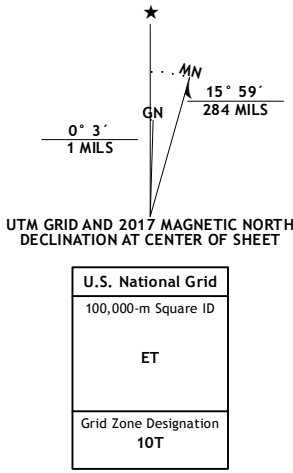 ★
MN
15° 59´
284 MILS
GN
0° 3´
1 MILS
UTM GRID AND 2017 MAGNETIC NORTH
DECLINATION AT CENTER OF SHEET
U.S. National Grid
100,000-m Square ID
ET
Grid Zone Designation
10T